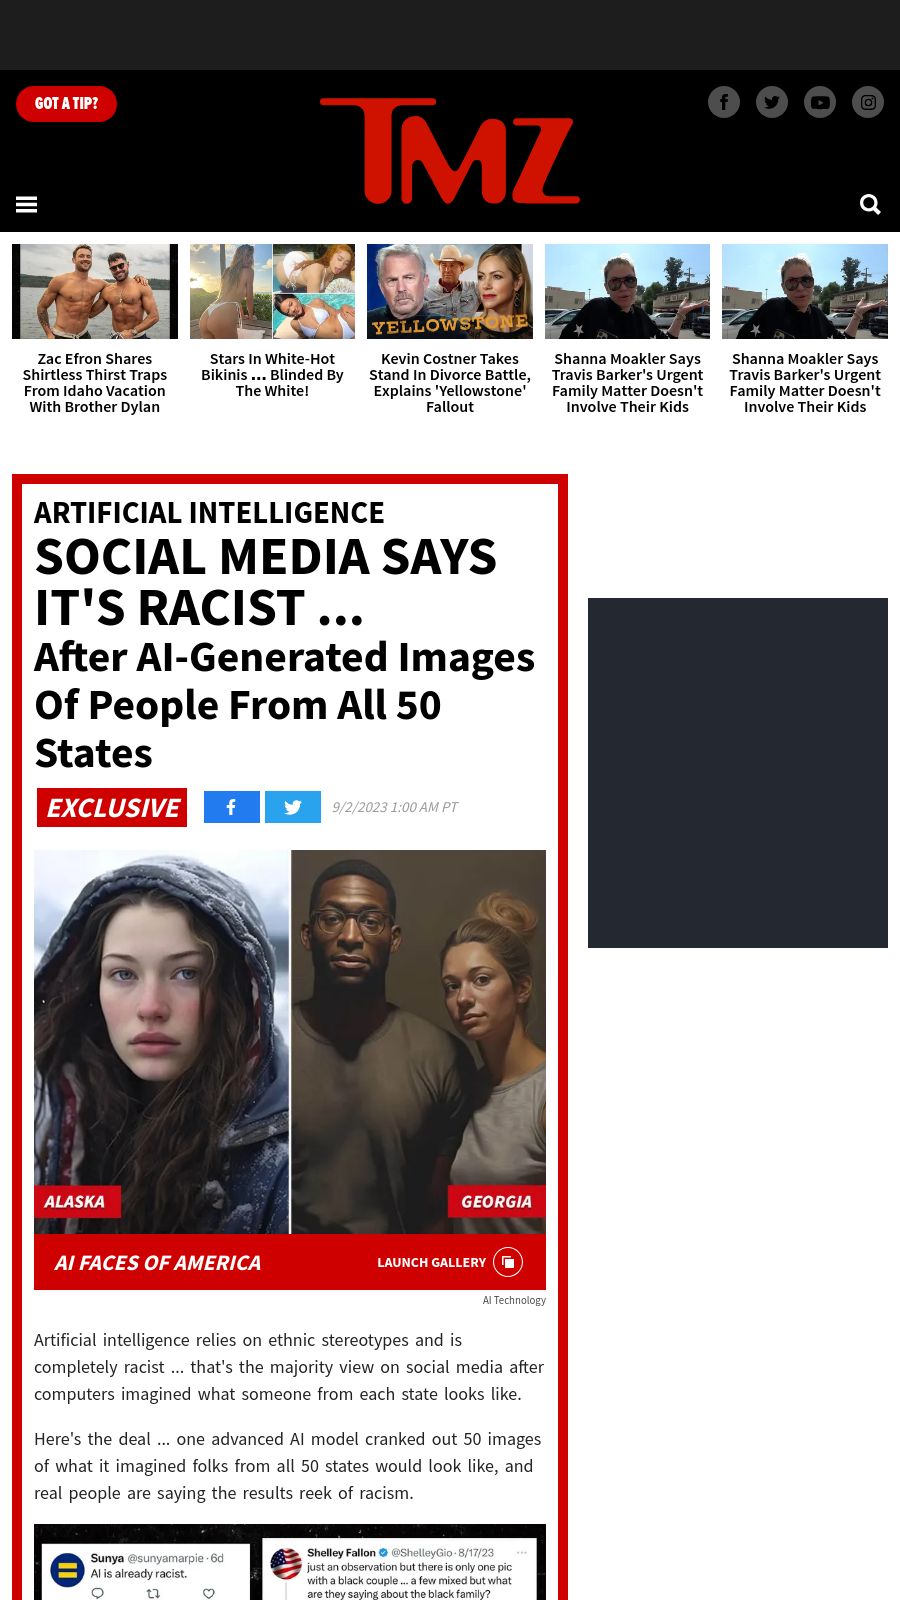 GOT A TIP?
TMZ
YELLOWSTONE
Zac Efron Shares
Shirtless Thirst Traps
From Idaho Vacation
With Brother Dylan
Stars In White-Hot
Bikinis ... Blinded By
The White!
Kevin Costner Takes
Stand In Divorce Battle,
Explains 'Yellowstone'
Fallout
Shanna Moakler Says
Travis Barker's Urgent
Family Matter Doesn't
Involve Their Kids
Shanna Moakler Says
Travis Barker's Urgent
Family Matter Doesn't
Involve Their Kids
ARTIFICIAL INTELLIGENCE
SOCIAL MEDIA SAYS
IT'S RACIST ...
After AI-Generated Images
Of People From All 50
States
EXCLUSIVE
9/2/2023 1:00 AM PT
ALASKA
GEORGIA
AI FACES OF AMERICA
LAUNCH GALLERY
AI Technology
Artificial intelligence relies on ethnic stereotypes and is
completely racist ... that's the majority view on social media after
computers imagined what someone from each state looks like.
Here's the deal ... one advanced AI model cranked out 50 images
of what it imagined folks from all 50 states would look like, and
real people are saying the results reek of racism.
Sunya @sunyamarpie · 6d
AI is already racist.
Shelley Fallon @ShelleyGio · 8/17/23
just an observation but there is only one pic
with a black couple ... a few mixed but what
are they saying about the black family?